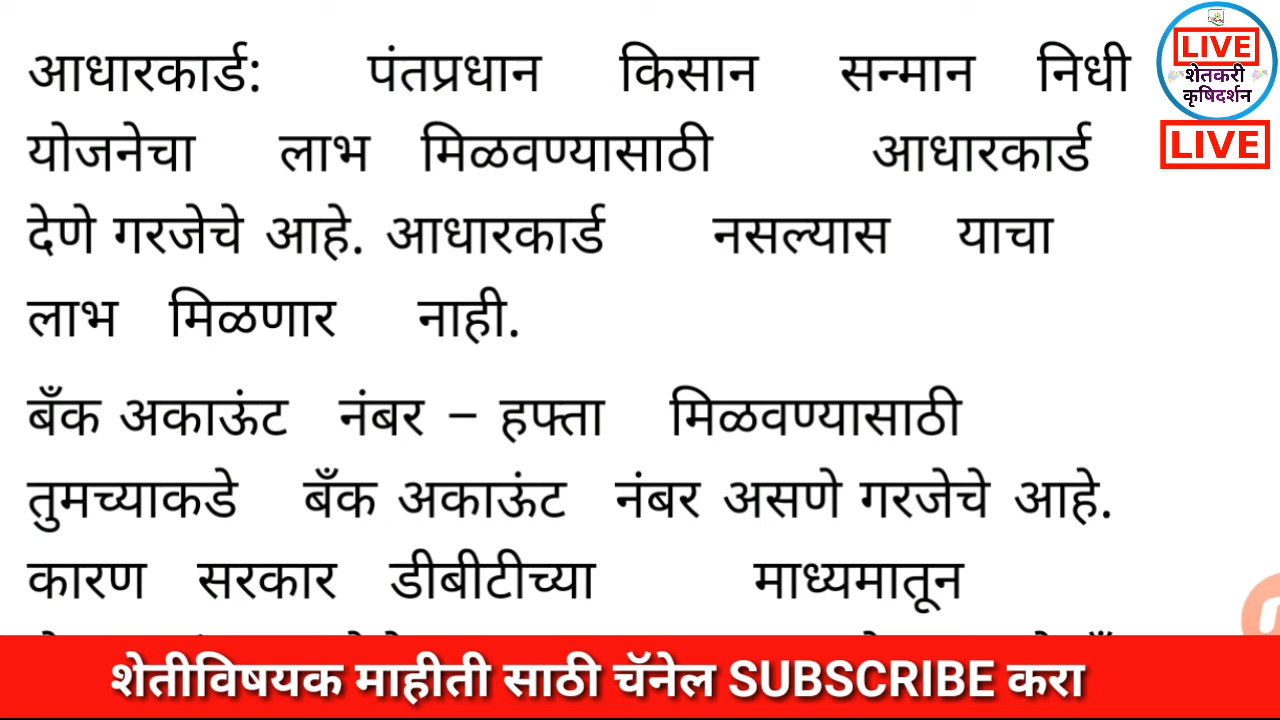 आधारकार्ड: पंतप्रधान किसान सन्मान निधी
योजनेचा लाभ मिळवण्यासाठी आधारकार्ड
देणे गरजेचे आहे. आधारकार्ड नसल्यास याचा
लाभ मिळणार नाही.
बँक अकाऊंट नंबर – हफ्ता मिळवण्यासाठी
तुमच्याकडे बँक अकाऊंट नंबर असणे गरजेचे आहे.
कारण सरकार डीबीटीच्या माध्यमातून
LIVE
शेतकरी
कृषिदर्शन
LIVE
शेतीविषयक माहीती साठी चॅनेल SUBSCRIBE करा